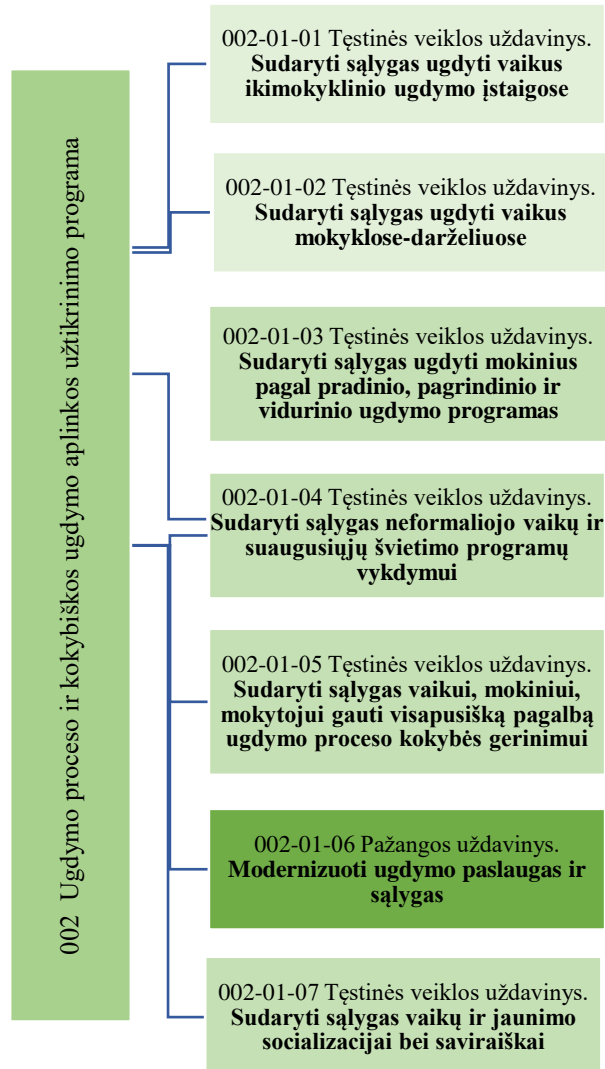 002 Ugdymo proceso ir kokybiškos ugdymo aplinkos užtikrinimo programa
002-01-01 Tęstinės veiklos uždavinys.
Sudaryti sąlygas ugdyti vaikus
ikimokyklinio ugdymo įstaigose
002-01-02 Tęstinės veiklos uždavinys.
Sudaryti sąlygas ugdyti vaikus
mokyklose-darželiuose
002-01-03 Tęstinės veiklos uždavinys.
Sudaryti sąlygas ugdyti mokinius
pagal pradinio, pagrindinio ir
vidurinio ugdymo programas
002-01-04 Tęstinės veiklos uždavinys.
Sudaryti sąlygas neformaliojo vaikų ir
suaugusiųjų švietimo programų
vykdymui
002-01-05 Tęstinės veiklos uždavinys.
Sudaryti sąlygas vaikui, mokiniui,
mokytojui gauti visapusišką pagalbą
ugdymo proceso kokybės gerinimui
002-01-06 Pažangos uždavinys.
Modernizuoti ugdymo paslaugas ir
sąlygas
002-01-07 Tęstinės veiklos uždavinys.
Sudaryti sąlygas vaikų ir jaunimo
socializacijai bei saviraiškai